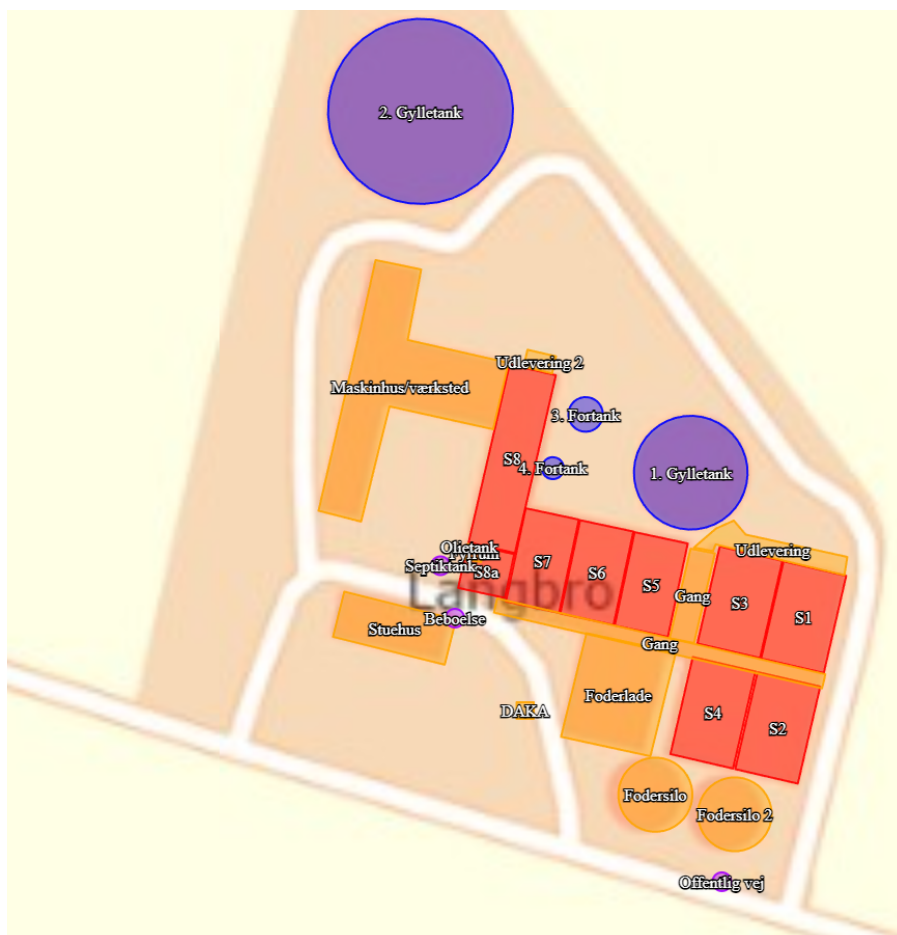 2. Gylletank
Udlevering 2
Maskinhus/værksted
3. Fortank
S8
4. Fortank
1. Gylletank
Olietank
Fyrrum
Septiktank
S8a
S7
S6
S5
Udlevering
Gang
S3
S1
Langbro
Beboelse
Stuehus
Gang
Foderlade
DAKA
S4
S2
Fodersilo
Fodersilo 2
Offentlig vej